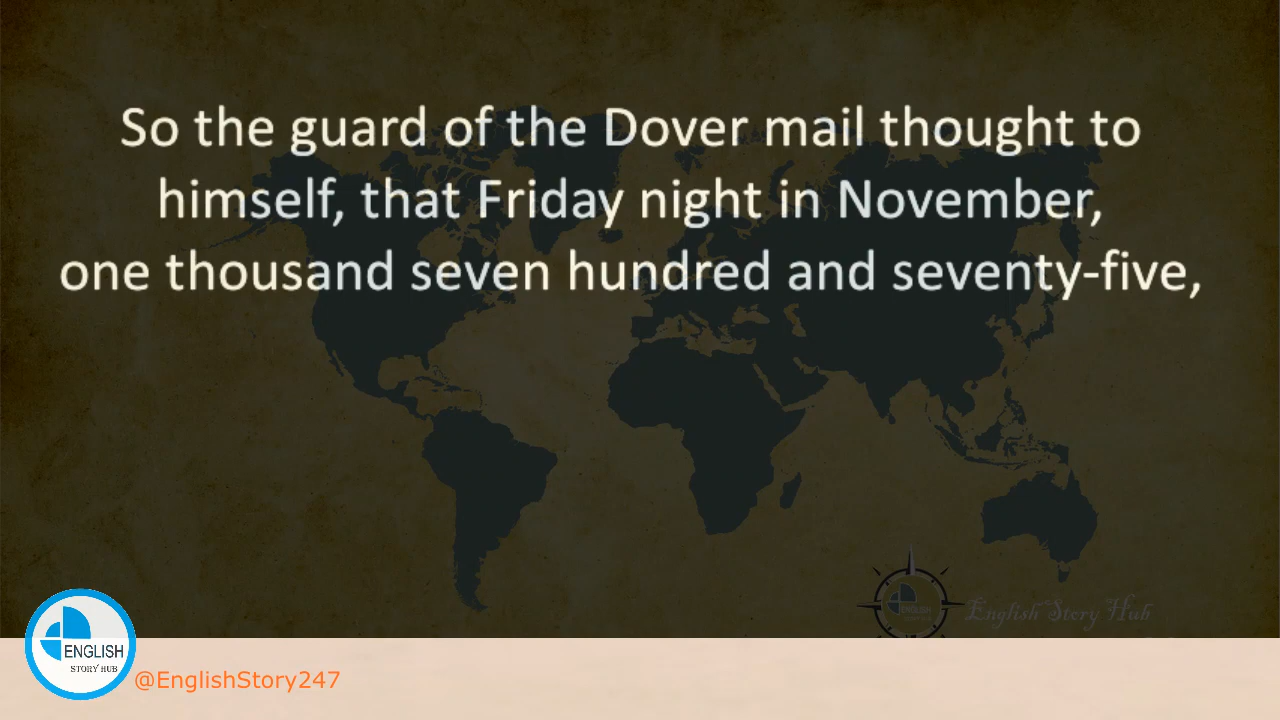 So the guard of the Dover mail thought to
himself, that Friday night in November,
one thousand seven hundred and seventy-five,
ENGLISH
English Story Hub
ENGLISH
STORY HUB
@EnglishStory247